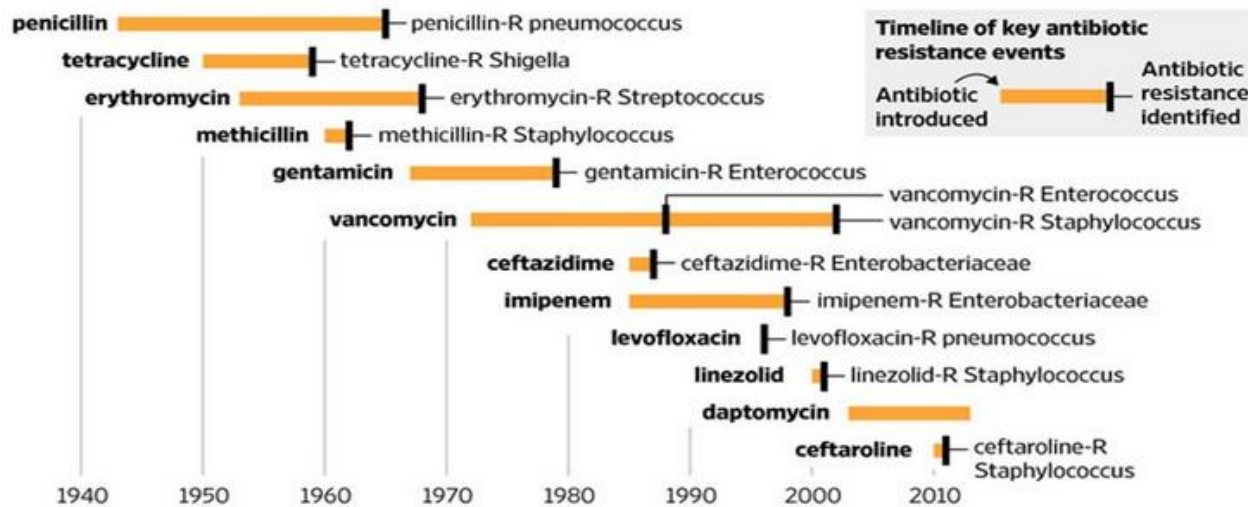 penicillin
penicillin-R pneumococcus
tetracycline
tetracycline-R Shigella
erythromycin
erythromycin-R Streptococcus
methicillin
methicillin-R Staphylococcus
gentamicin
gentamicin-R Enterococcus
vancomycin
vancomycin-R Enterococcus
vancomycin-R Staphylococcus
ceftazidime
ceftazidime-R Enterobacteriaceae
imipenem
imipenem-R Enterobacteriaceae
levofloxacin
levofloxacin-R pneumococcus
linezolid
linezolid-R Staphylococcus
daptomycin
ceftaroline
ceftaroline-R
Staphylococcus
1940 1950 1960 1970 1980 1990 2000 2010
Timeline of key antibiotic
resistance events
Antibiotic
introduced
Antibiotic
resistance
identified